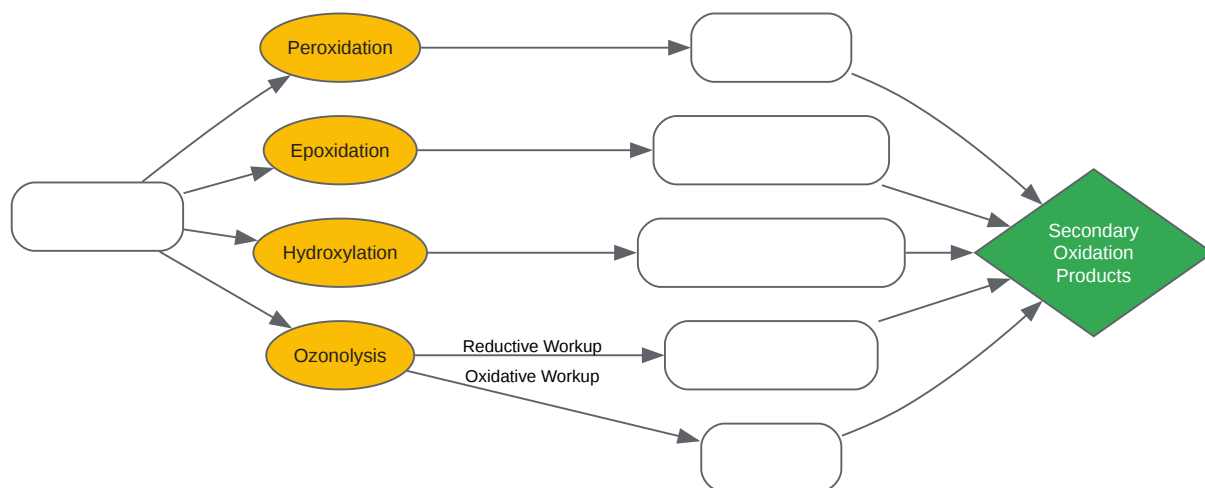 Peroxidation
Epoxidation
Hydroxylation
Ozonolysis
Reductive Workup
Oxidative Workup
Secondary
Oxidation
Products